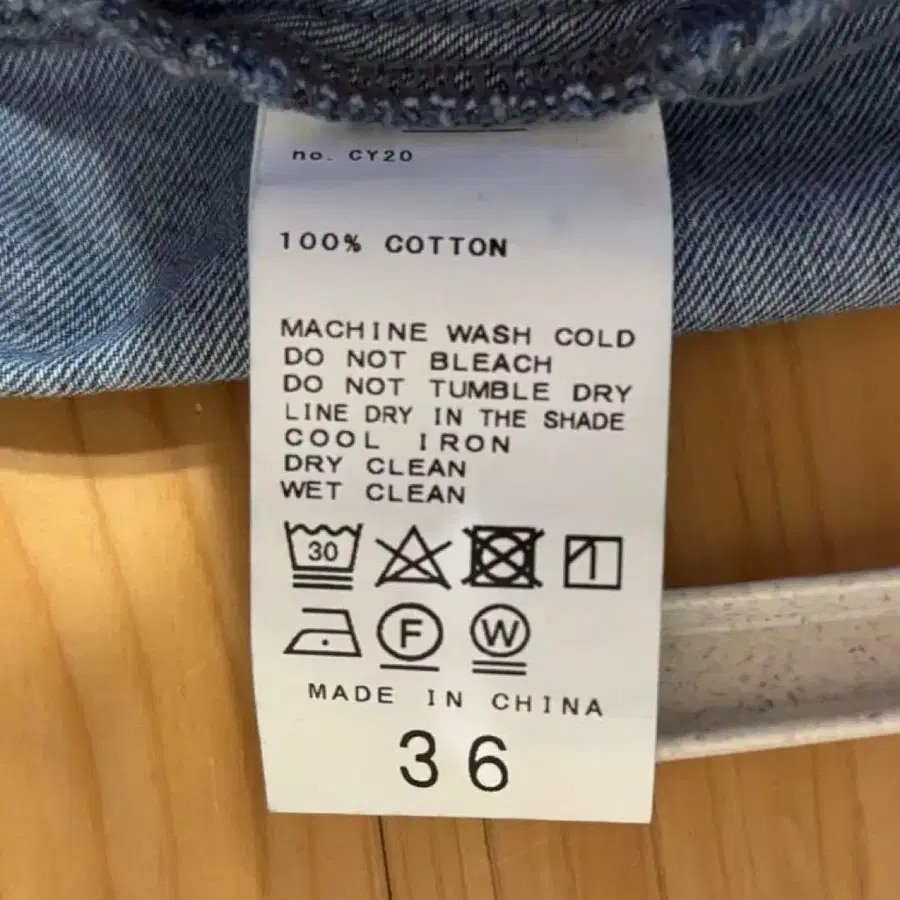 no. CY20
100% COTTON
MACHINE WASH COLD
DO NOT BLEACH
DO NOT TUMBLE DRY
LINE DRY IN THE SHADE
COOL IRON
DRY CLEAN
WET CLEAN
30
F W
MADE IN CHINA
36